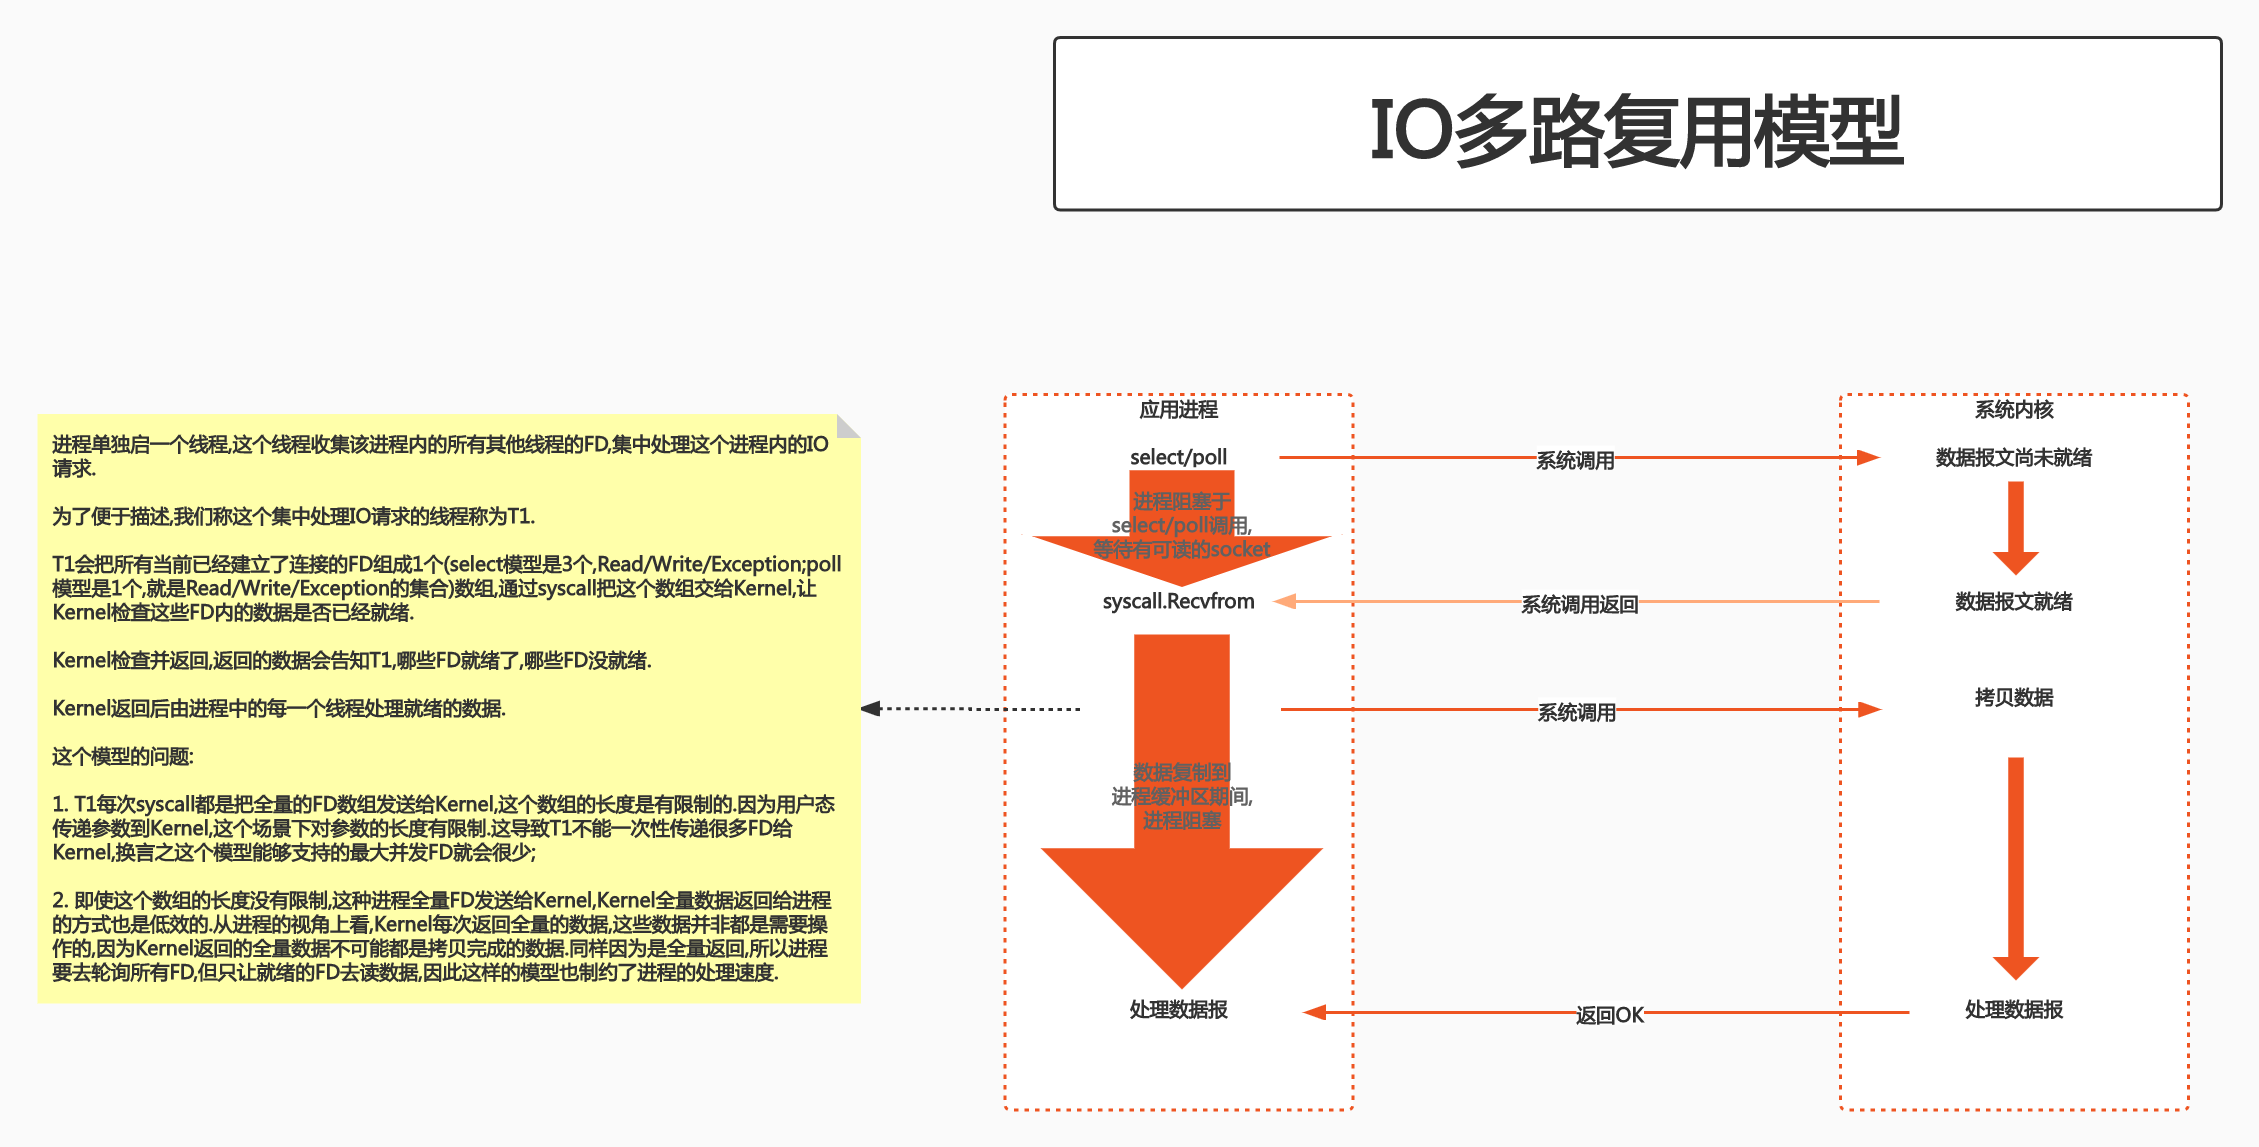 IO多路复用模型
进程单独启一个线程,这个线程收集该进程内的所有其他线程的FD,集中处理这个进程内的IO
请求.
为了便于描述,我们称这个集中处理IO请求的线程称为T1.
T1会把所有当前已经建立了连接的FD组成1个(select模型是3个,Read/Write/Exception;poll
模型是1个,就是Read/Write/Exception的集合)数组,通过syscall把这个数组交给Kernel,让
Kernel检查这些FD内的数据是否已经就绪.
Kernel检查并返回,返回的数据会告知T1,哪些FD就绪了,哪些FD没就绪.
Kernel返回后由进程中的每一个线程处理就绪的数据.
这个模型的问题:
1. T1每次syscall都是把全量的FD数组发送给Kernel,这个数组的长度是有限制的.因为用户态
传递参数到Kernel,这个场景下对参数的长度有限制.这导致T1不能一次性传递很多FD给
Kernel,换言之这个模型能够支持的最大并发FD就会很少;
2. 即使这个数组的长度没有限制,这种进程全量FD发送给Kernel,Kernel全量数据返回给进程
的方式也是低效的.从进程的视角上看,Kernel每次返回全量的数据,这些数据并非都是需要操
作的,因为Kernel返回的全量数据不可能都是拷贝完成的数据.同样因为是全量返回,所以进程
要去轮询所有FD,但只让就绪的FD去读数据,因此这样的模型也制约了进程的处理速度.
应用进程
select/poll
进程阻塞于
select/poll调用,
等待有可读的socket
syscall.Recvfrom
数据复制到
进程缓冲区期间,
进程阻塞
处理数据报
系统调用
系统调用返回
系统调用
返回OK
系统内核
数据报文尚未就绪
数据报文就绪
拷贝数据
处理数据报